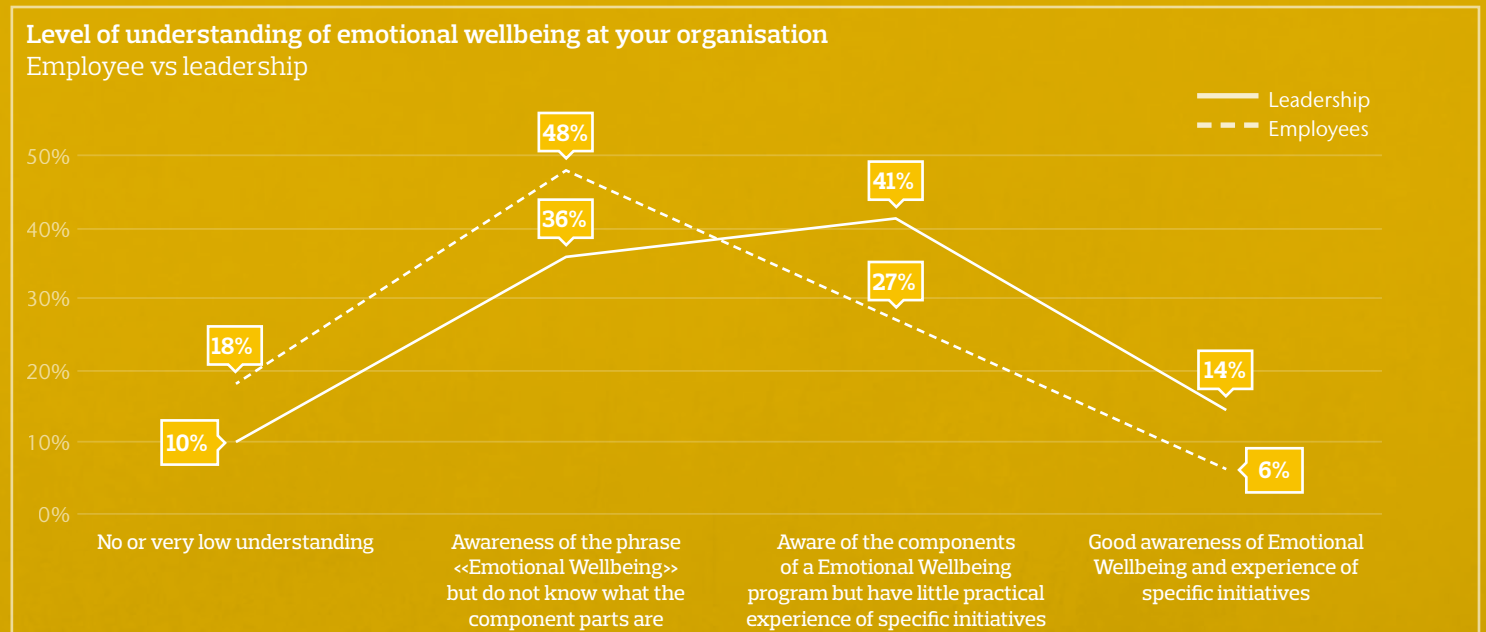 Level of understanding of emotional wellbeing at your organisation
Employee vs leadership
Leadership
Employees
50%
40%
30%
20%
10%
0%
18%
10%
48%
36%
41%
27%
14%
6%
No or very low understanding
Awareness of the phrase
<<Emotional Wellbeing>>
but do not know what the
component parts are
Aware of the components
of a Emotional Wellbeing
program but have little practical
experience of specific initiatives
Good awareness of Emotional
Wellbeing and experience of
specific initiatives